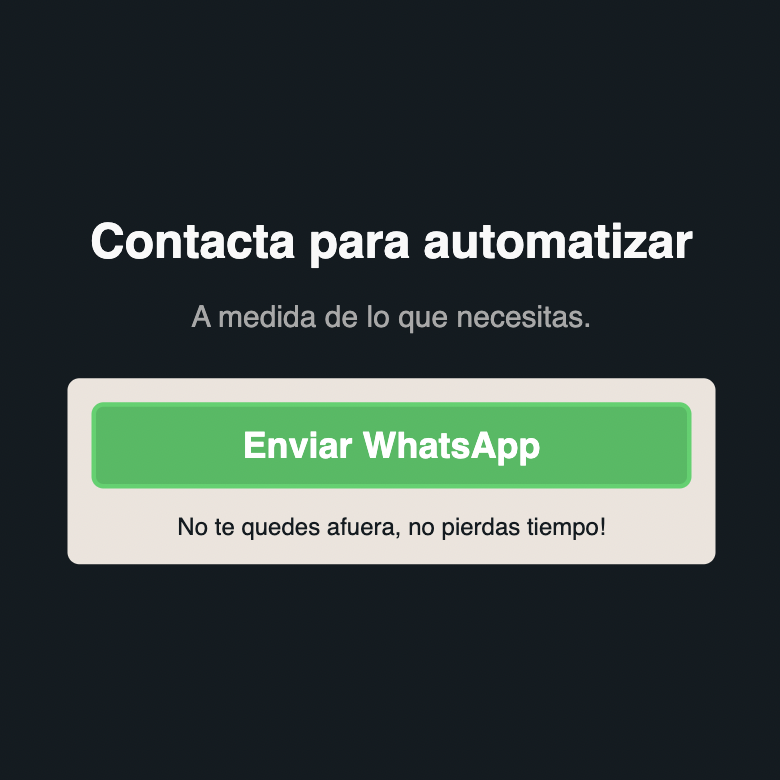 Contacta para automatizar
A medida de lo que necesitas.
Enviar WhatsApp
No te quedes afuera, no pierdas tiempo!